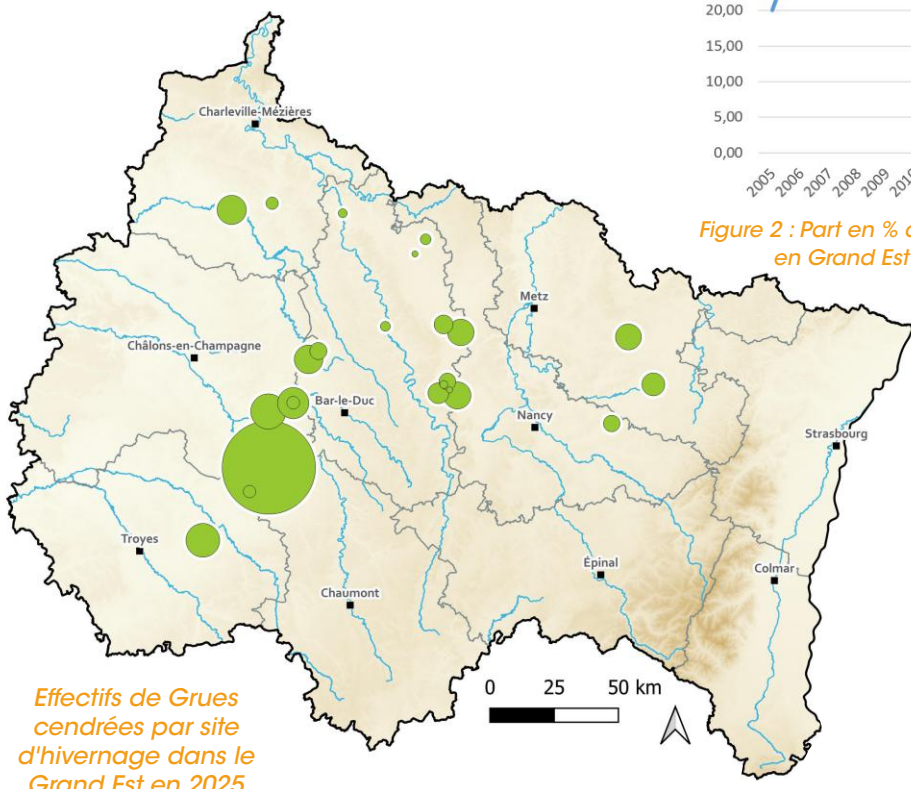 20,00
15,00
10,00
5,00
0,00
2005 2006 2007 2008 2009
Figure 2 : Part en %
en Grand Est
Charleville-Mézières
Metz
Châlons-en-Champagne
Bar-le-Duc
Nancy
Strasbourg
Troyes
Épinal
Colmar
Chaumont
0 25 50 km
Effectifs de Grues
cendrées par site
d'hivernage dans le
Grand Est en 2025